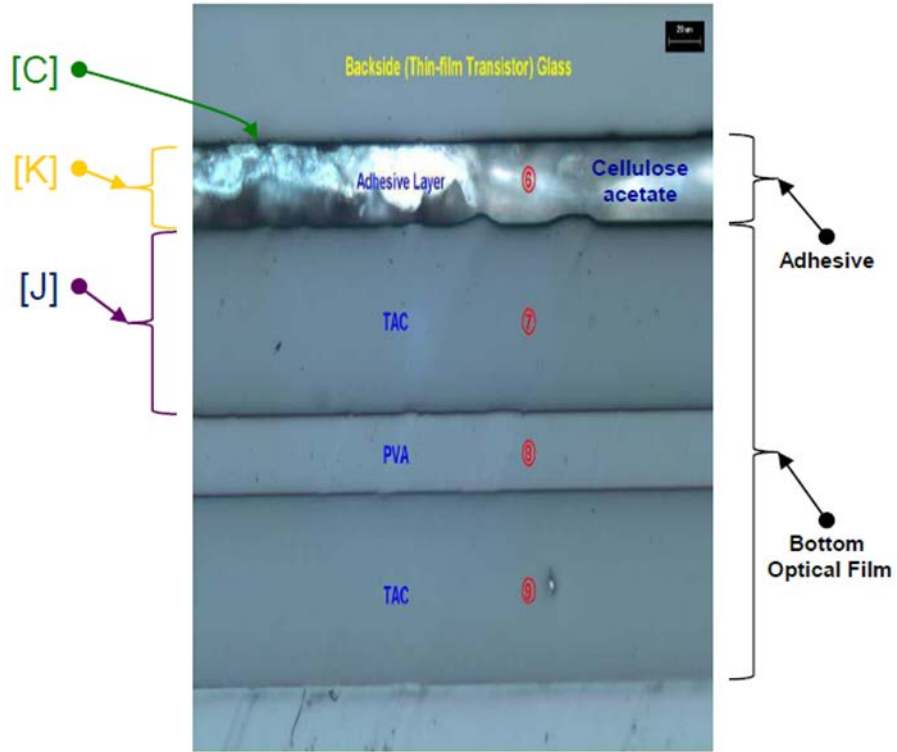 20um
Backside (Thin-film Transistor) Glass
[C]
[K]
Adhesive Layer
⑥
Cellulose
acetate
Adhesive
[J]
TAC
⑦
PVA
⑧
Bottom
Optical Film
TAC
⑨